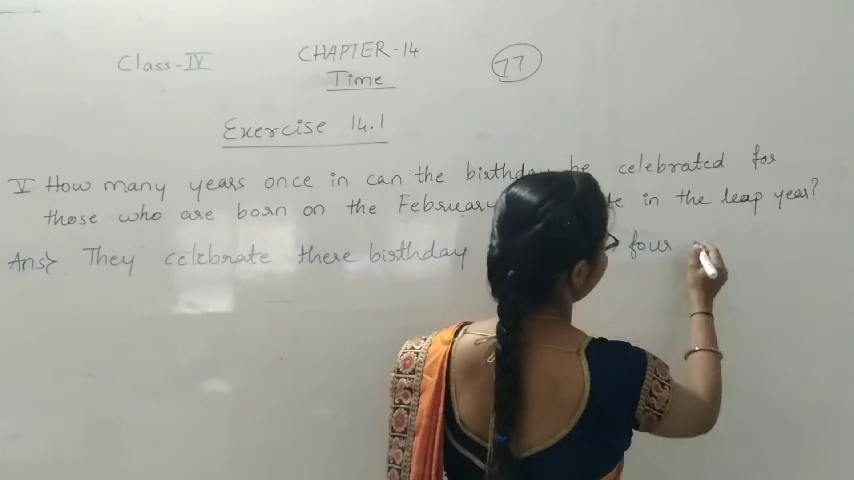 Class-IV
CHAPTER-14
77
Time
Exercise 14.1
V How many years once in can the birthday be celebrated for
those who are born on the February in the leap year?
Ans> They celebrate there birthday four